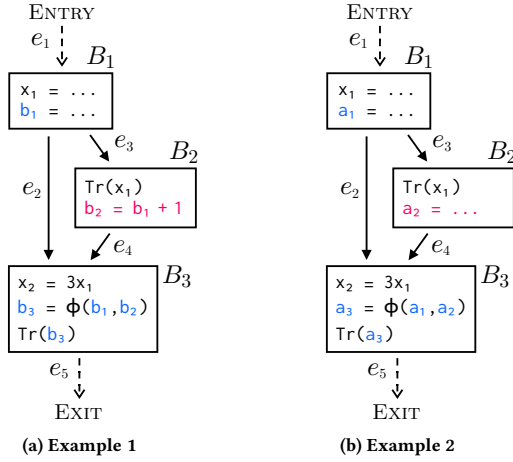 ENTRY
e₁
B₁
x₁ = ...
b₁ = ...
e₃
e₂
B₂
Tr(x₁)
b₂ = b₁ + 1
e₄
B₃
x₂ = 3x₁
b₃ = ϕ(b₁,b₂)
Tr(b₃)
e₅
EXIT
(a) Example 1
ENTRY
e₁
B₁
x₁ = ...
a₁ = ...
e₃
e₂
B₂
Tr(x₁)
a₂ = ...
e₄
B₃
x₂ = 3x₁
a₃ = ϕ(a₁,a₂)
Tr(a₃)
e₅
EXIT
(b) Example 2